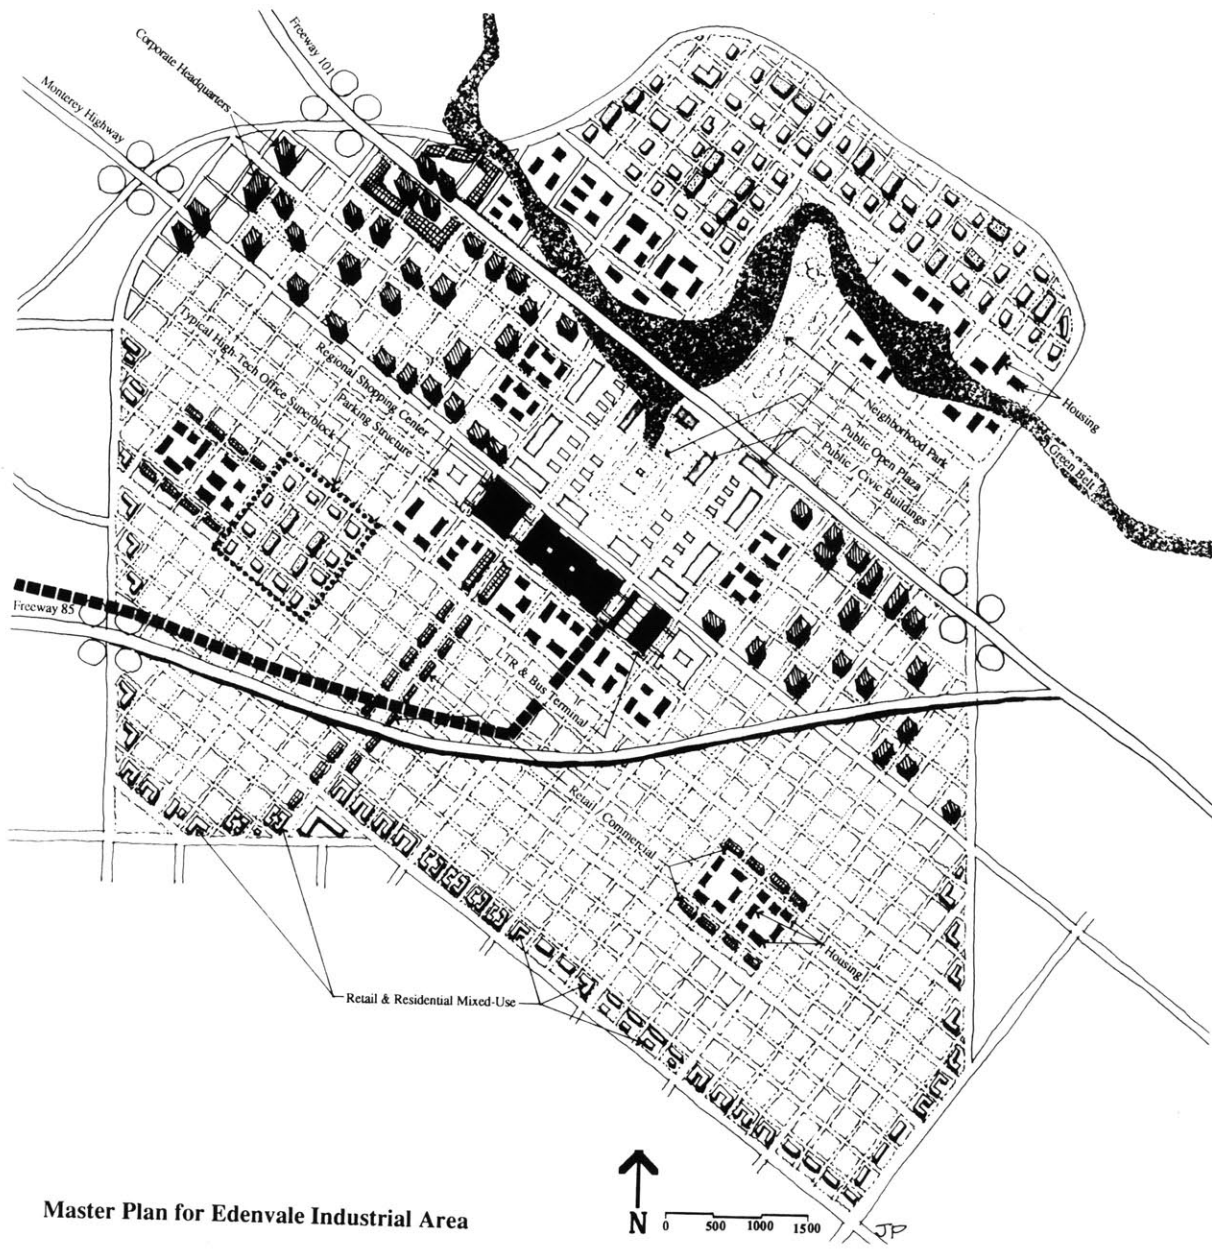 Freeway 101
Corporate Headquarters
Monterey Highway
Typical High-Tech Office Superblock
Regional Shopping Center
Parking Structure
Housing
Neighborhood Park
Public Open Plaza
Public / Civic Buildings
Green Belt
Freeway 85
LTR & Bus Terminal
Retail / Commercial
Housing
Retail & Residential Mixed-Use
Master Plan for Edenvale Industrial Area
N
0 500 1000 1500
JP